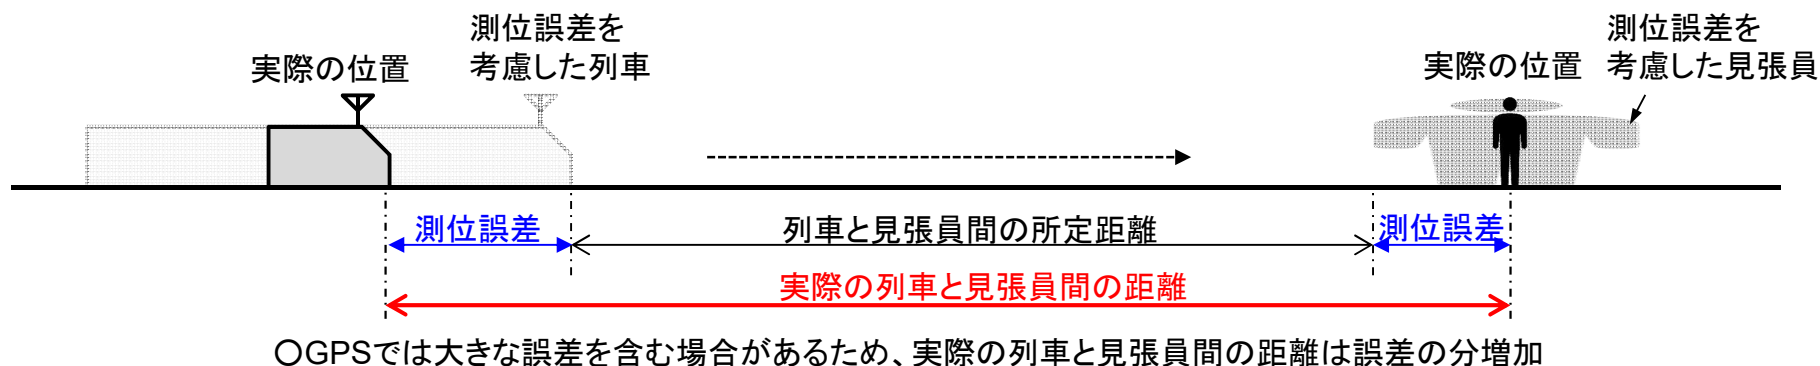 実際の位置
測位誤差を
考慮した列車
実際の位置
測位誤差を
考慮した見張員
測位誤差
列車と見張員間の所定距離
測位誤差
実際の列車と見張員間の距離
〇GPSでは大きな誤差を含む場合があるため、実際の列車と見張員間の距離は誤差の分増加